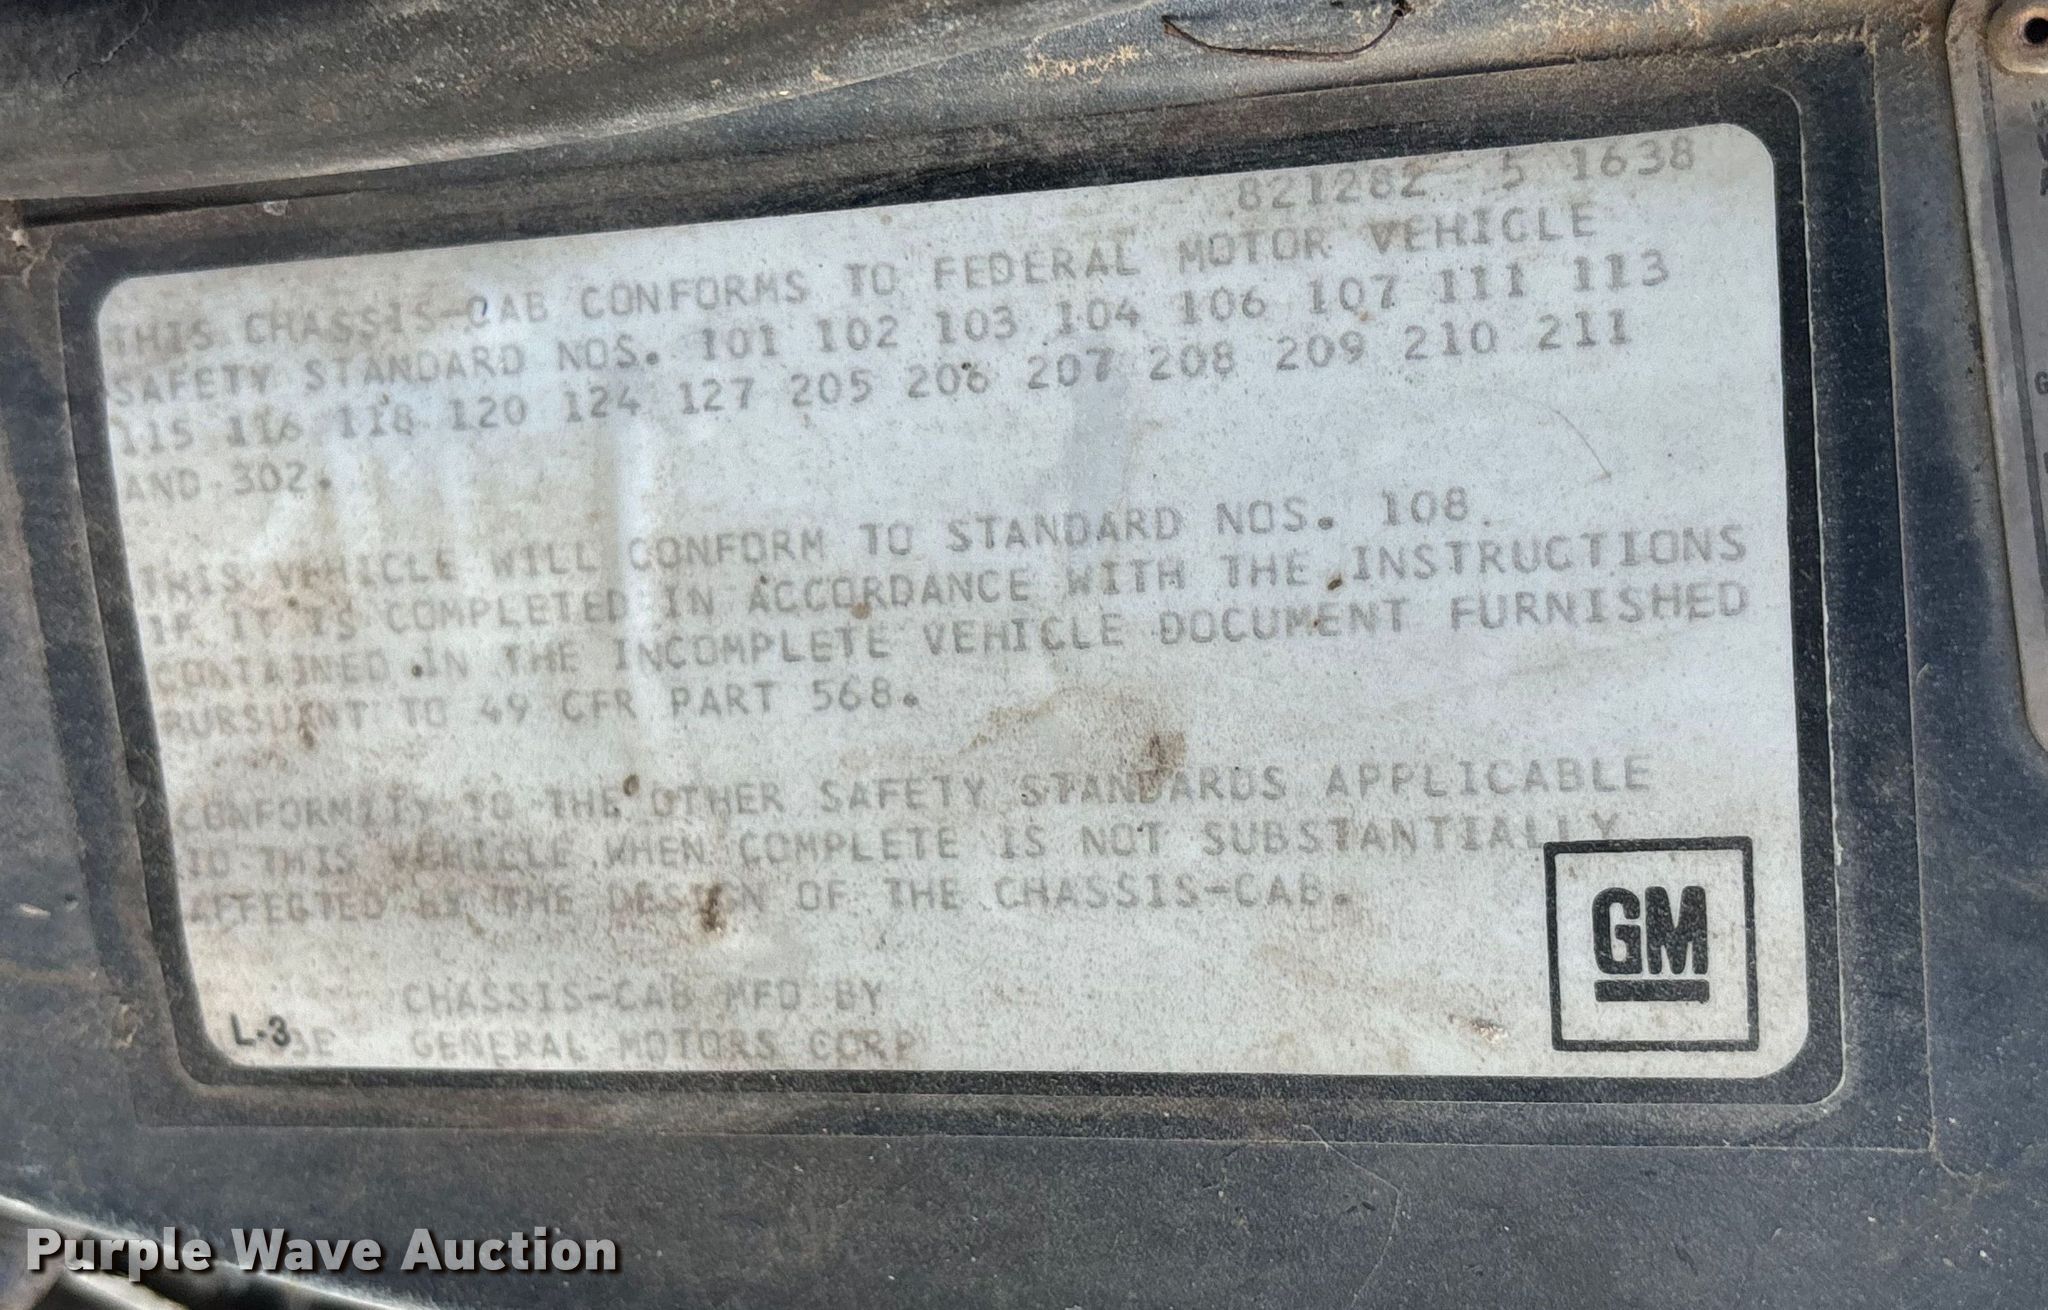 821282 5 1638
THIS CHASSIS-CAB CONFORMS TO FEDERAL MOTOR VEHICLE
SAFETY STANDARD NOS. 101 102 103 104 106 107 111 113
115 116 118 120 124 127 205 206 207 208 209 210 211
AND 302.
THIS VEHICLE WILL CONFORM TO STANDARD NOS. 108.
IF IT IS COMPLETED IN ACCORDANCE WITH THE INSTRUCTIONS
CONTAINED IN THE INCOMPLETE VEHICLE DOCUMENT FURNISHED
PURSUANT TO 49 CFR PART 568.
CONFORMITY TO THE OTHER SAFETY STANDARDS APPLICABLE
TO THIS VEHICLE WHEN COMPLETE IS NOT SUBSTANTIALLY
AFFECTED BY THE DESIGN OF THE CHASSIS-CAB.
CHASSIS-CAB MFD BY
L-3 GENERAL MOTORS CORP
GM
Purple Wave Auction